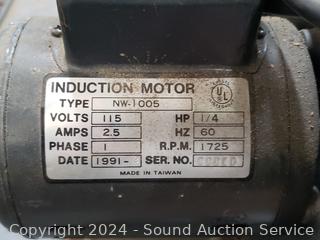 INDUCTION MOTOR
TYPE NW-1005
VOLTS 115 HP 1/4
AMPS 2.5 HZ 60
PHASE 1 R.P.M. 1725
DATE 1991- SER. NO.
MADE IN TAIWAN
UL
Copyright 2024 - Sound Auction Service